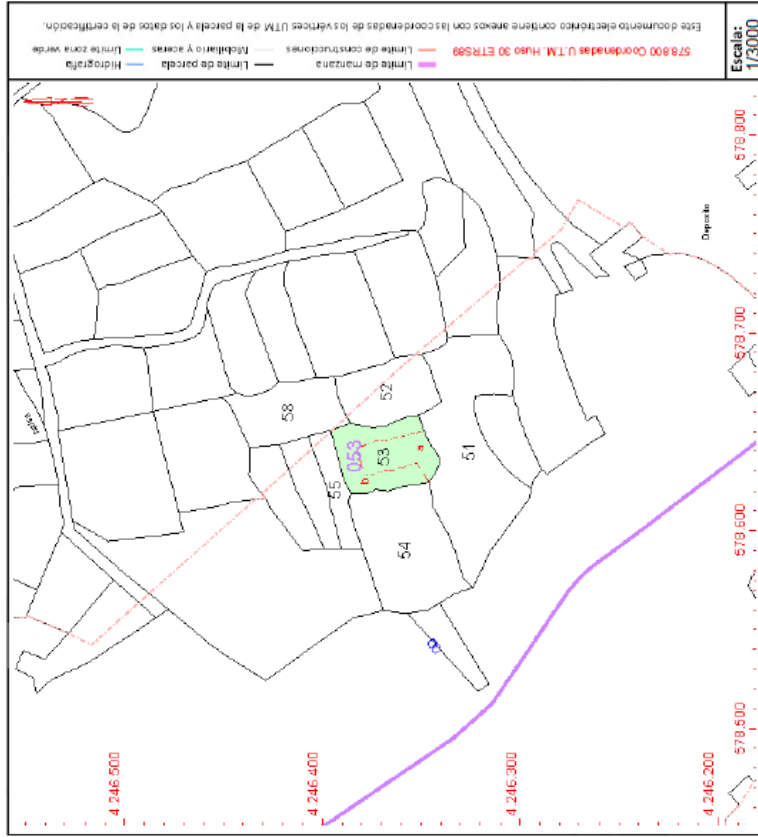 Este documento electrónico contiene anexos con las coordenadas de los vértices UTM de la parcela y los datos de la certificación.
578.800 Coordenadas U.T.M. Huso 30 ETRS89
Límite de construcciones
Mobiliario y aceras
Límite zona verde
Límite de manzana
Límite de parcela
Hidrografía
Escala:
1/3000
578.800
578.700
578.600
578.500
4 246.500
4 246.400
4 246.300
4 246.200
Deposito
58
52
053
53
55
54
51
a
b